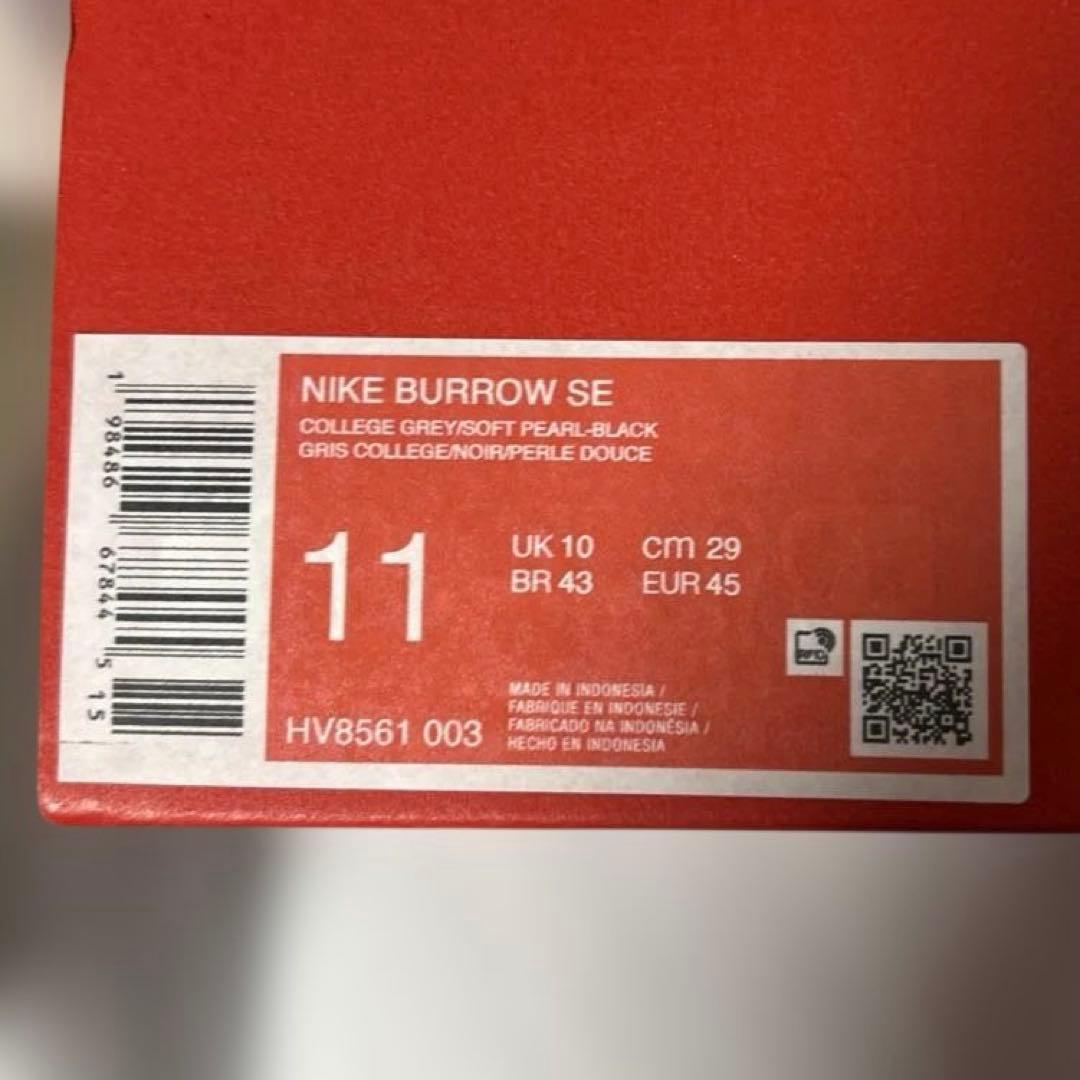 NIKE BURROW SE
COLLEGE GREY/SOFT PEARL-BLACK
GRIS COLLEGE/NOIR/PERLE DOUCE
11
UK 10 cm 29
BR 43 EUR 45
HV8561 003
MADE IN INDONESIA /
FABRIQUE EN INDONESIE /
FABRICADO NA INDONÉSIA /
HECHO EN INDONESIA
RFID
1 98486 67844 5 15